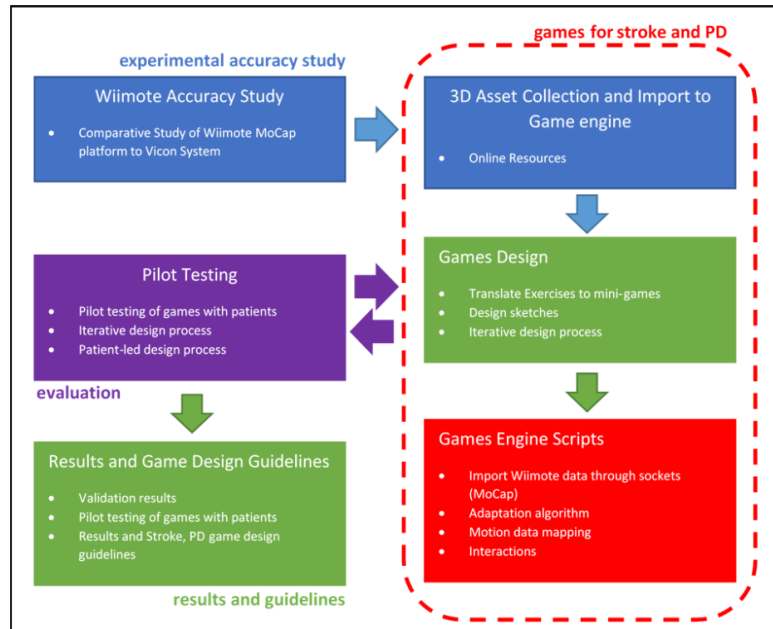 games for stroke and PD
experimental accuracy study
Wiimote Accuracy Study
• Comparative Study of Wiimote MoCap
platform to Vicon System
3D Asset Collection and Import to
Game engine
• Online Resources
Games Design
• Translate Exercises to mini-games
• Design sketches
• Iterative design process
Pilot Testing
• Pilot testing of games with patients
• Iterative design process
• Patient-led design process
evaluation
Games Engine Scripts
• Import Wiimote data through sockets
(MoCap)
• Adaptation algorithm
• Motion data mapping
• Interactions
Results and Game Design Guidelines
• Validation results
• Pilot testing of games with patients
• Results and Stroke, PD game design
guidelines
results and guidelines